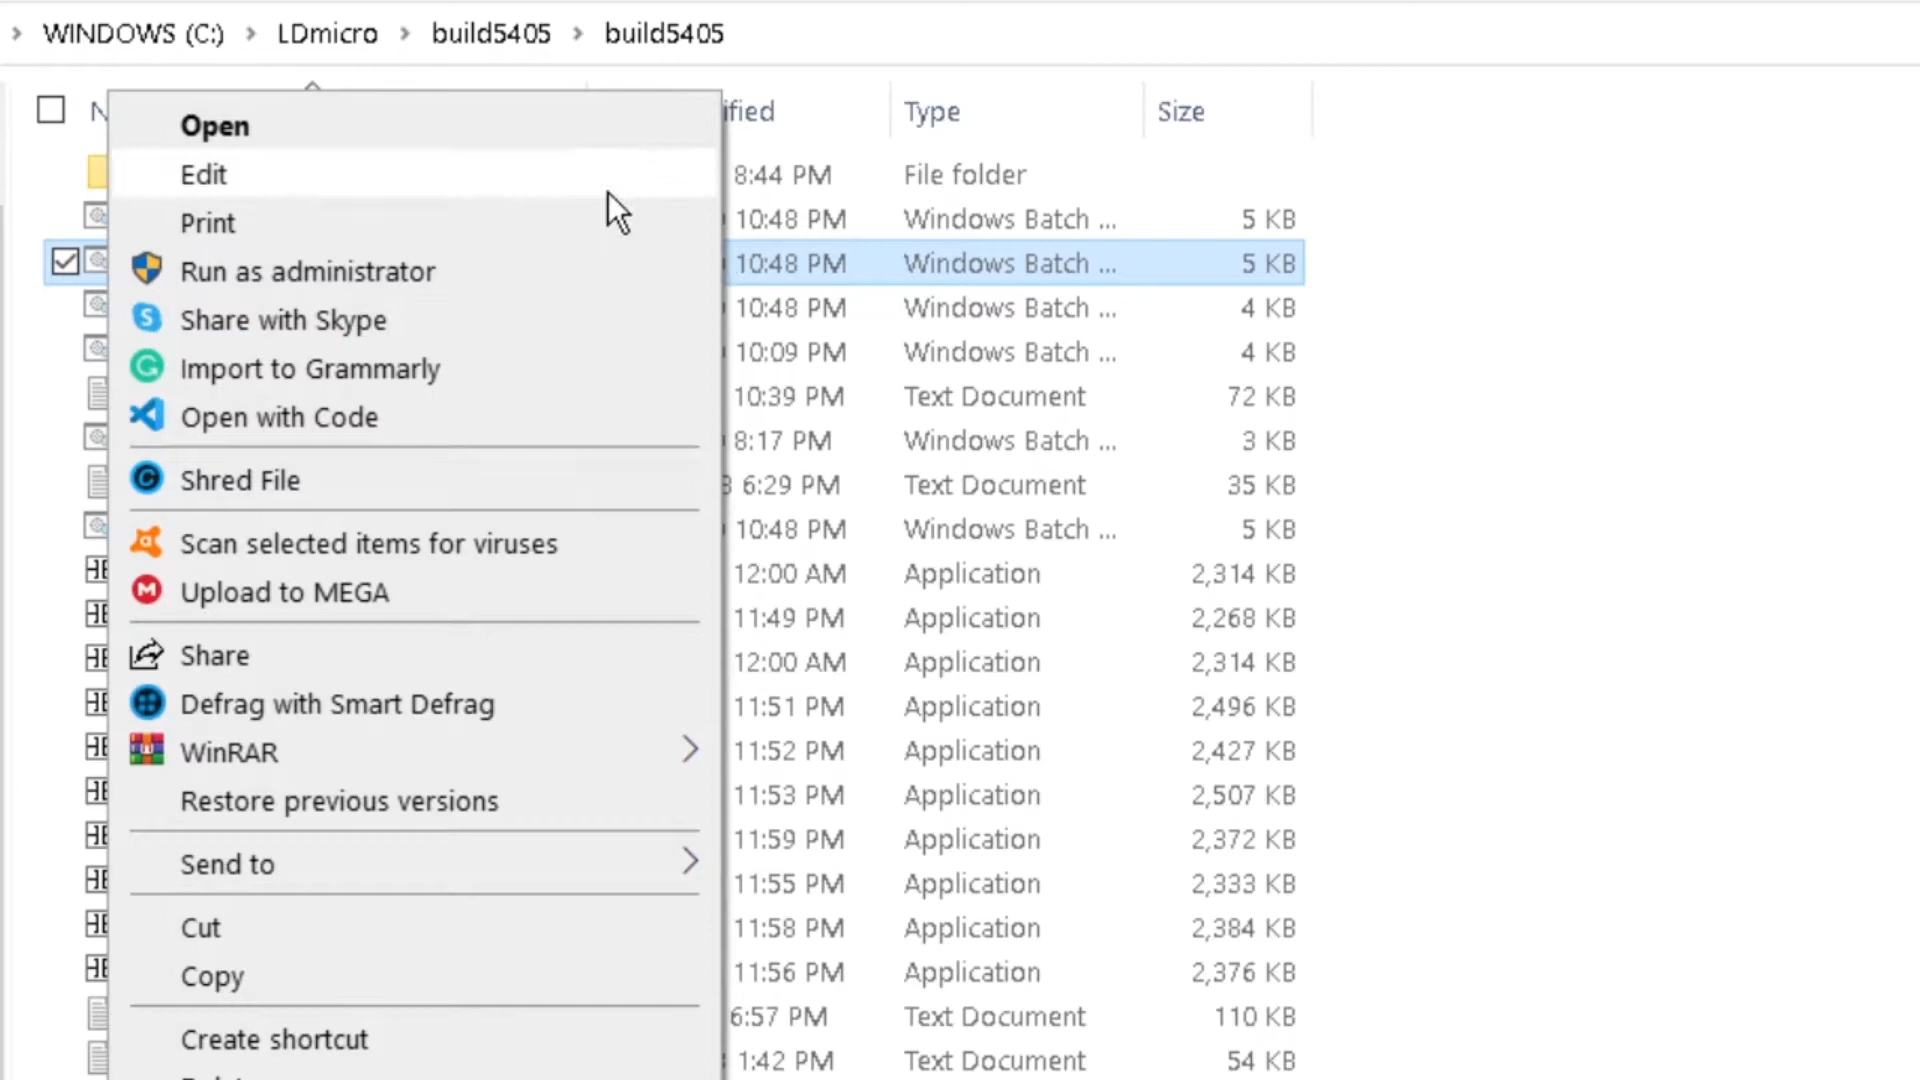 WINDOWS (C:) > LDmicro > build5405 > build5405
ified Type Size
Open
Edit
Print
Run as administrator
Share with Skype
Import to Grammarly
Open with Code
Shred File
Scan selected items for viruses
Upload to MEGA
Share
Defrag with Smart Defrag
WinRAR
Restore previous versions
Send to
Cut
Copy
Create shortcut
8:44 PM File folder
10:48 PM Windows Batch ... 5 KB
10:48 PM Windows Batch ... 5 KB
10:48 PM Windows Batch ... 4 KB
10:09 PM Windows Batch ... 4 KB
10:39 PM Text Document 72 KB
8:17 PM Windows Batch ... 3 KB
6:29 PM Text Document 35 KB
10:48 PM Windows Batch ... 5 KB
12:00 AM Application 2,314 KB
11:49 PM Application 2,268 KB
12:00 AM Application 2,314 KB
11:51 PM Application 2,496 KB
11:52 PM Application 2,427 KB
11:53 PM Application 2,507 KB
11:59 PM Application 2,372 KB
11:55 PM Application 2,333 KB
11:58 PM Application 2,384 KB
11:56 PM Application 2,376 KB
6:57 PM Text Document 110 KB
1:42 PM Text Document 54 KB